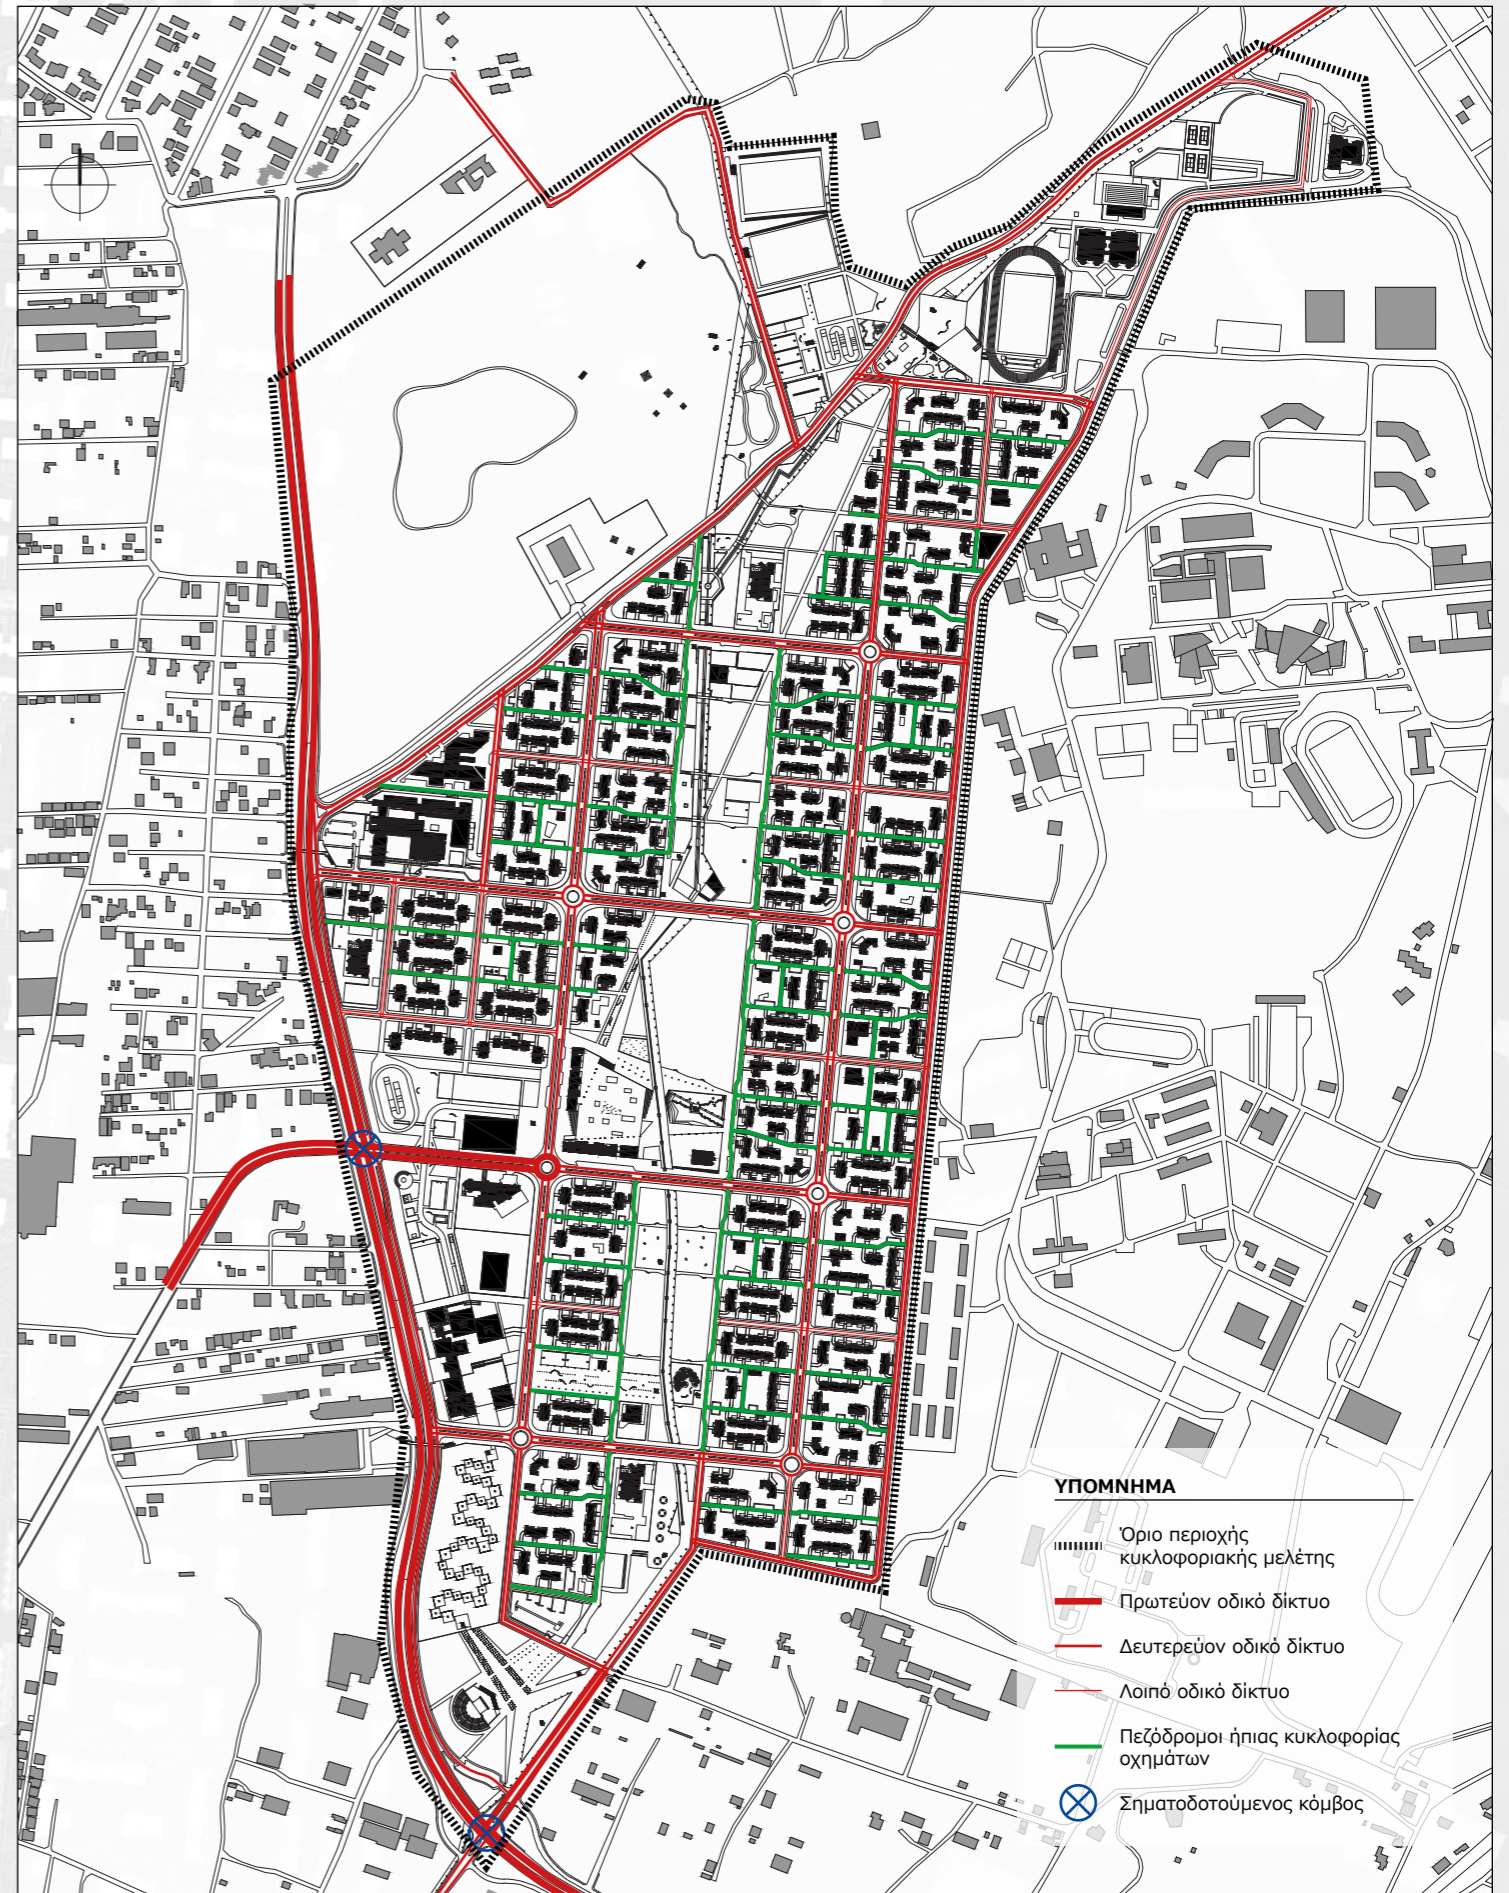 ΥΠΟΜΝΗΜΑ
Όριο περιοχής
κυκλοφοριακής μελέτης
Πρωτεύον οδικό δίκτυο
Δευτερεύον οδικό δίκτυο
Λοιπό οδικό δίκτυο
Πεζόδρομοι ήπιας κυκλοφορίας
οχημάτων
Σηματοδοτούμενος κόμβος